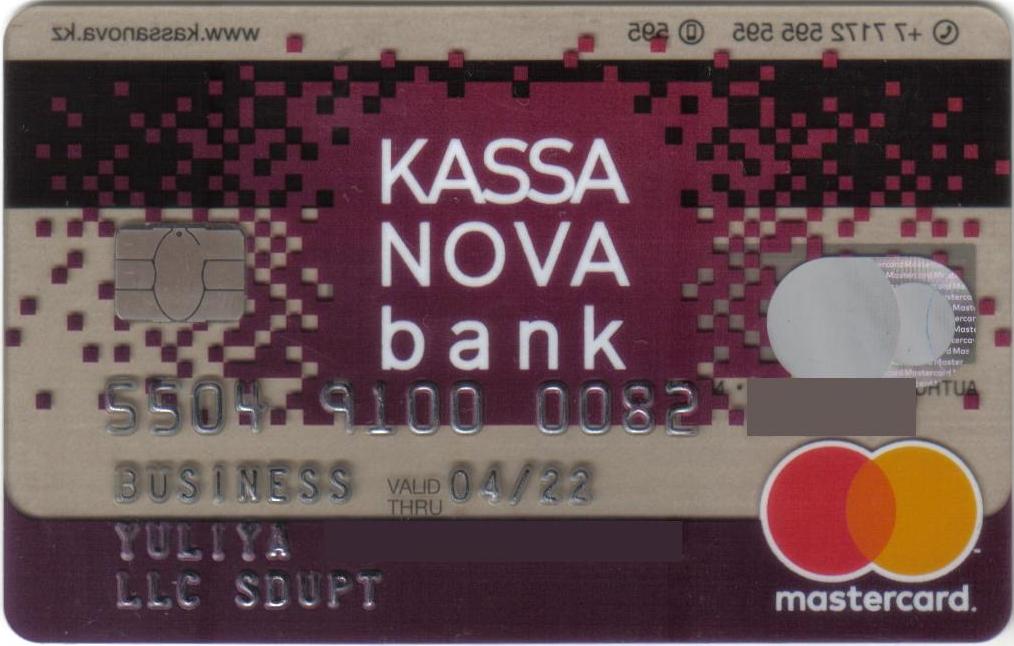 +7 7172 595 595 595 www.kassanova.kz
KASSA
NOVA
bank
5504 9100 0082
BUSINESS VALID THRU 04/22
YULIYA
LLC SDUPT
mastercard.